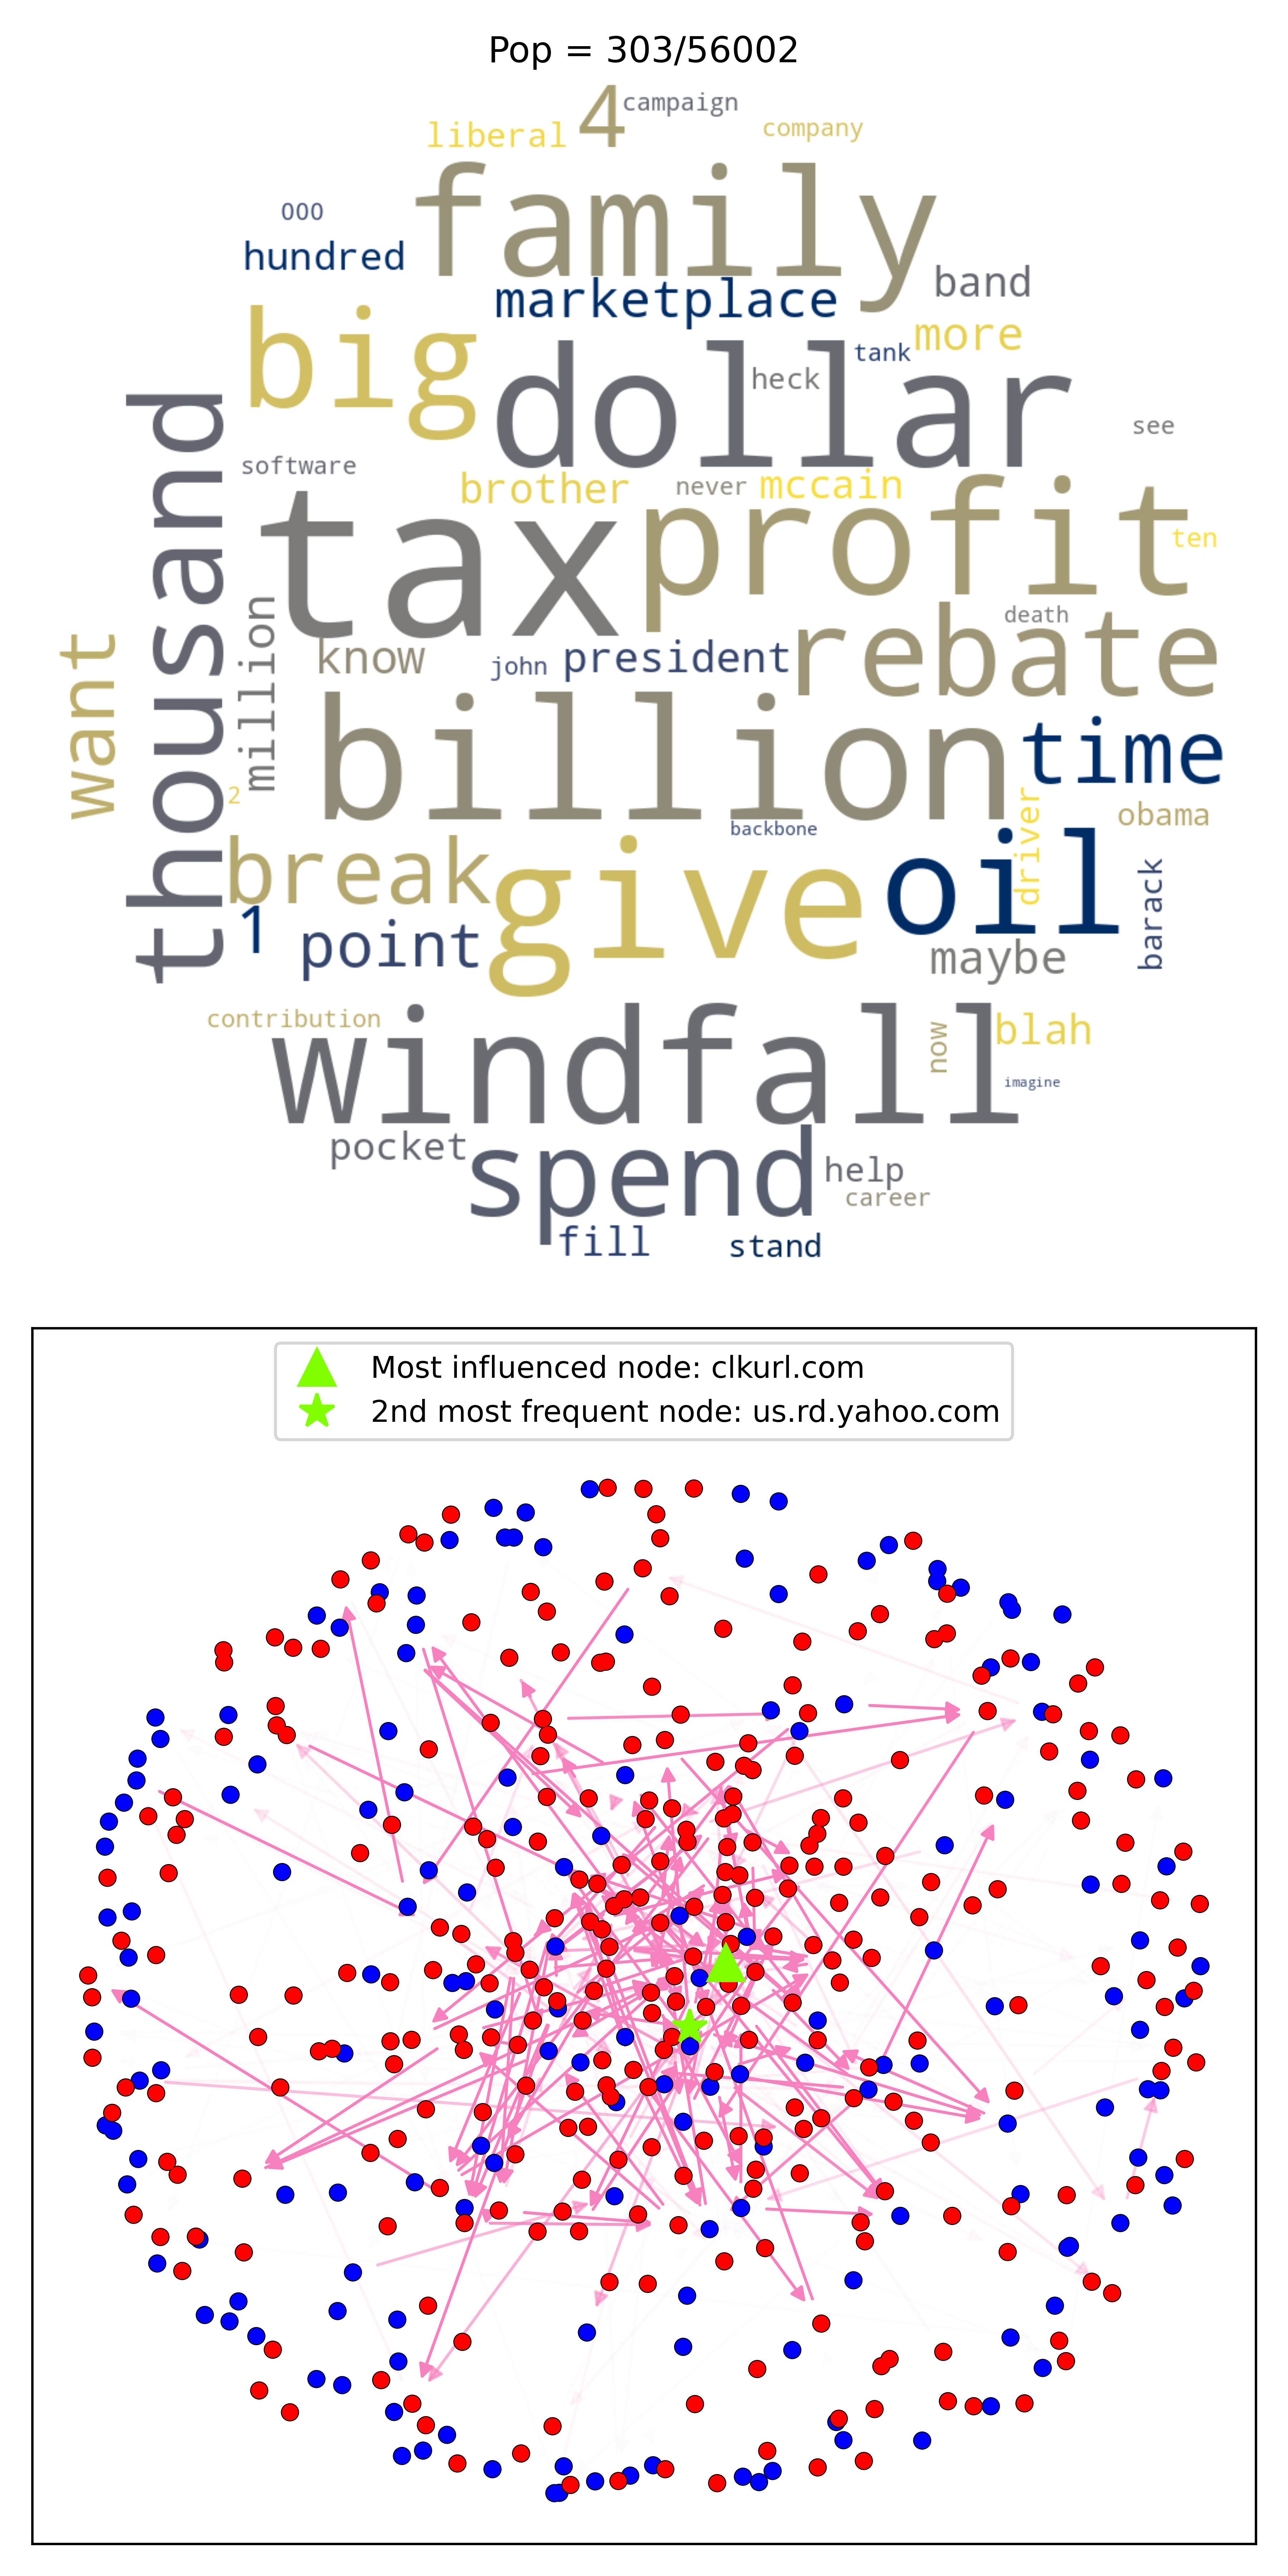 Pop = 303/56002
4 campaign
liberal company
family
000
hundred
band
marketplace
big
more
tank
dollar
heck
see
thousand
software
brother never mccain
tax
profit
ten
death
rebate
want
million
know
john president
billion
time
2
obama
backbone
driver
break
give
oil
barack
1
point
maybe
contribution
windfall
now
blah
imagine
pocket
spend
help
career
fill
stand
Most influenced node: clkurl.com
2nd most frequent node: us.rd.yahoo.com